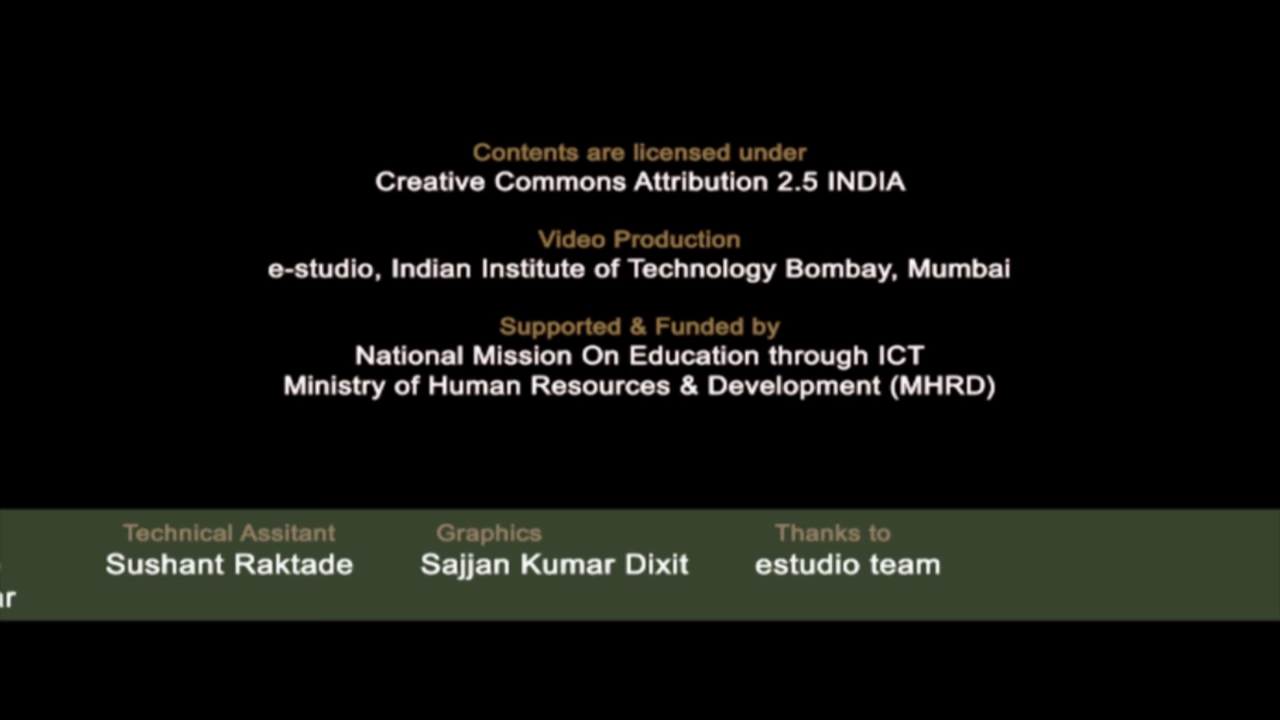 Contents are licensed under
Creative Commons Attribution 2.5 INDIA
Video Production
e-studio, Indian Institute of Technology Bombay, Mumbai
Supported & Funded by
National Mission On Education through ICT
Ministry of Human Resources & Development (MHRD)
Technical Assitant Graphics Thanks to
Sushant Raktade Sajjan Kumar Dixit estudio team